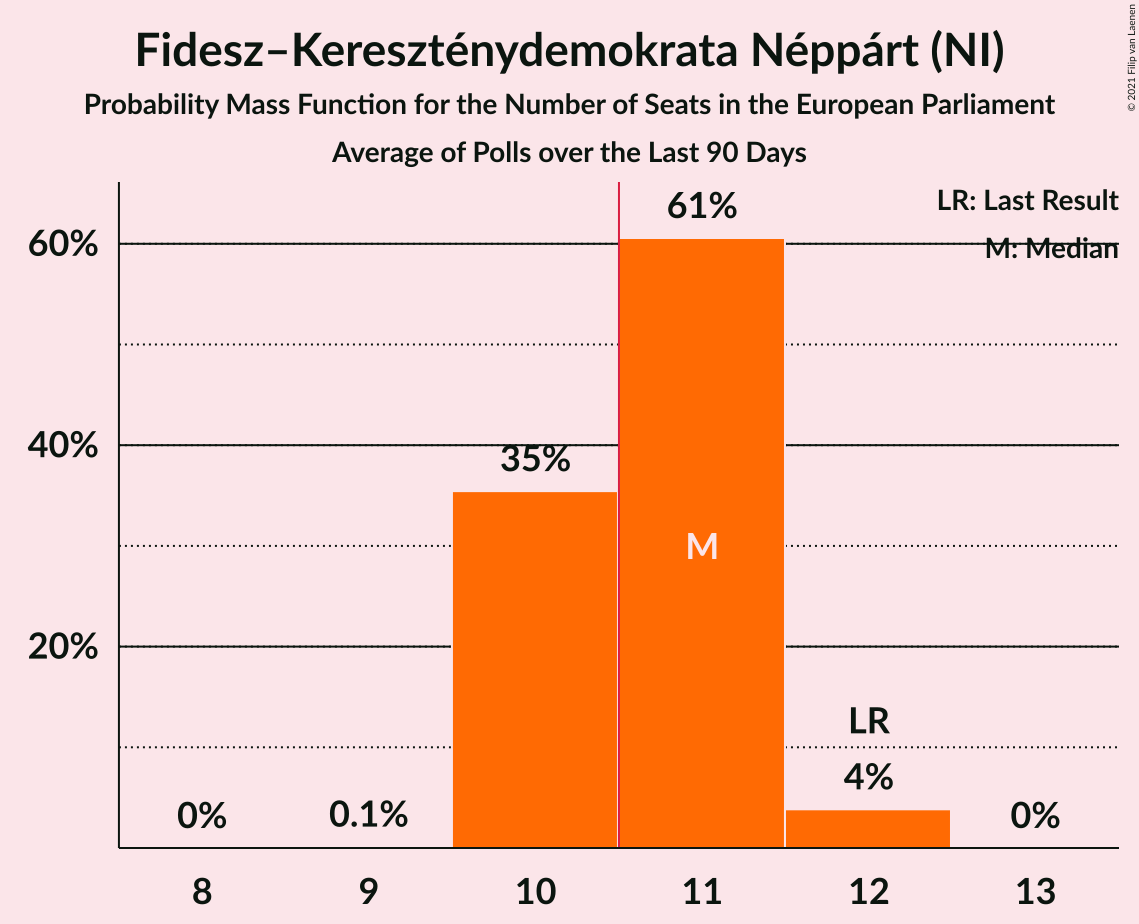 Fidesz–Kereszténydemokrata Néppárt (NI)
Probability Mass Function for the Number of Seats in the European Parliament
Average of Polls over the Last 90 Days
© 2021 Filip van Laenen
LR: Last Result
M: Median
60%
40%
20%
61%
35%
M
LR
4%
0%
0.1%
0%
8
9
10
11
12
13